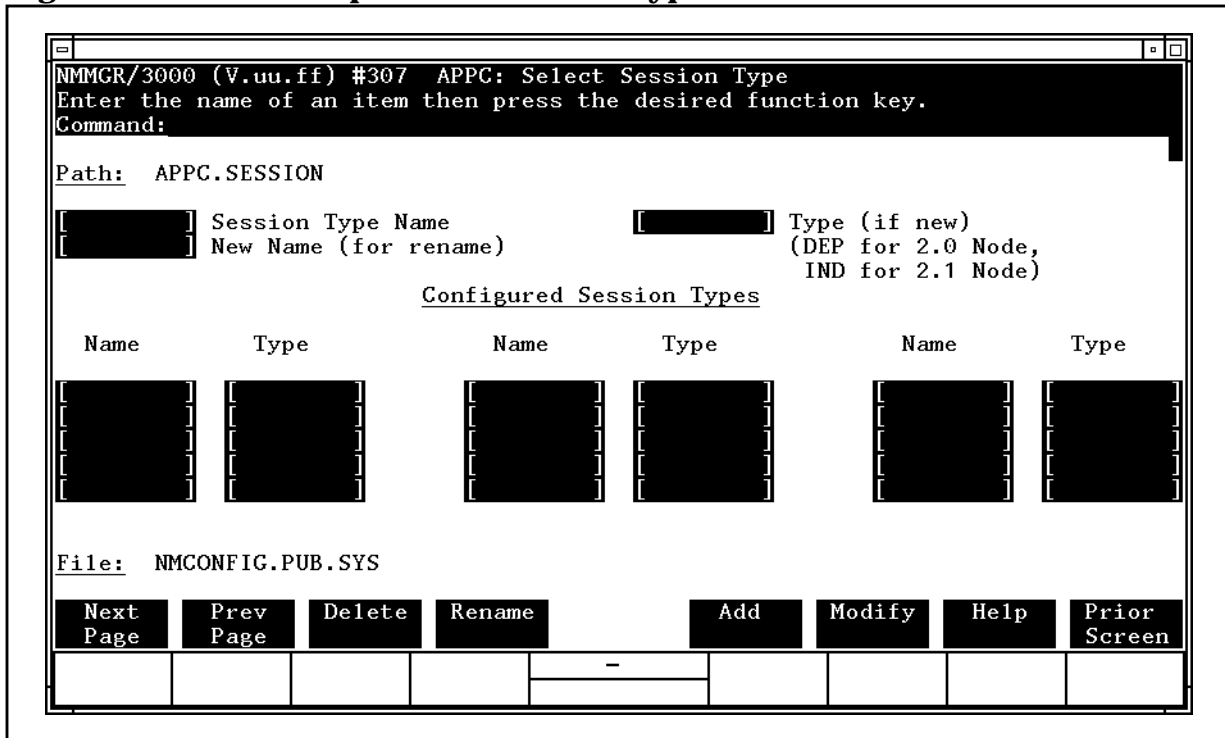 NMMGR/3000 (V.uu.ff) #307 APPC: Select Session Type
Enter the name of an item then press the desired function key.
Command:
Path: APPC.SESSION
[ ] Session Type Name [ ] Type (if new)
[ ] New Name (for rename) (DEP for 2.0 Node,
IND for 2.1 Node)
Configured Session Types
Name Type Name Type Name Type
[ ] [ ] [ ] [ ] [ ] [ ]
[ ] [ ] [ ] [ ] [ ] [ ]
[ ] [ ] [ ] [ ] [ ] [ ]
[ ] [ ] [ ] [ ] [ ] [ ]
[ ] [ ] [ ] [ ] [ ] [ ]
File: NMCONFIG.PUB.SYS
Next Page Prev Page Delete Rename Add Modify Help Prior Screen